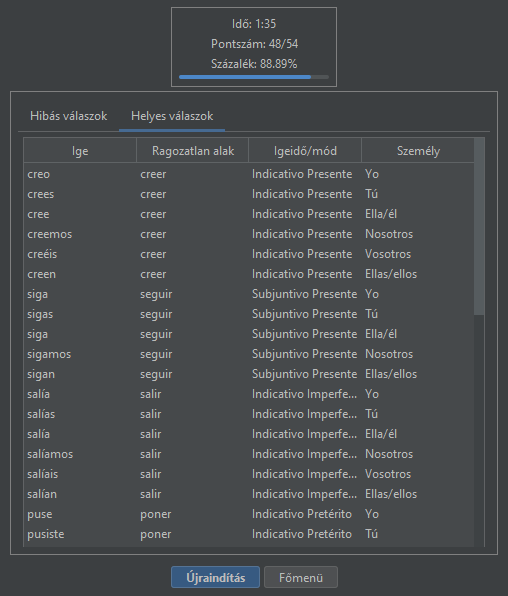 Idő: 1:35
Pontszám: 48/54
Százalék: 88.89%
Hibás válaszok Helyes válaszok
Ige Ragozatlan alak Igeidő/mód Személy
creo creer Indicativo Presente Yo
crees creer Indicativo Presente Tú
cree creer Indicativo Presente Ella/él
creemos creer Indicativo Presente Nosotros
creéis creer Indicativo Presente Vosotros
creen creer Indicativo Presente Ellas/ellos
siga seguir Subjuntivo Presente Yo
sigas seguir Subjuntivo Presente Tú
siga seguir Subjuntivo Presente Ella/él
sigamos seguir Subjuntivo Presente Nosotros
sigan seguir Subjuntivo Presente Ellas/ellos
salía salir Indicativo Imperfe... Yo
salías salir Indicativo Imperfe... Tú
salía salir Indicativo Imperfe... Ella/él
salíamos salir Indicativo Imperfe... Nosotros
salíais salir Indicativo Imperfe... Vosotros
salían salir Indicativo Imperfe... Ellas/ellos
puse poner Indicativo Pretérito Yo
pusiste poner Indicativo Pretérito Tú
Újraindítás Főmenü